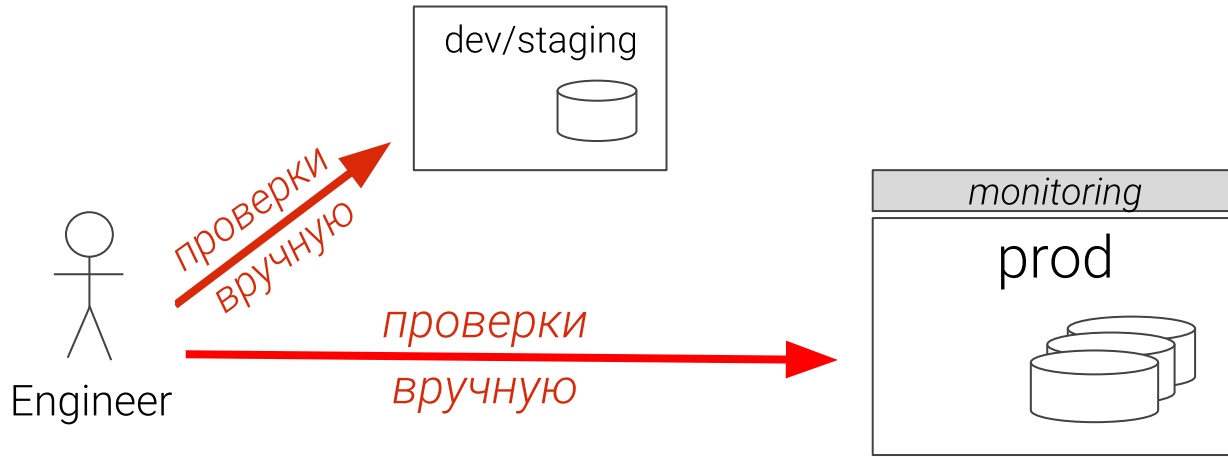 dev/staging
проверки
вручную
monitoring
prod
проверки
вручную
Engineer